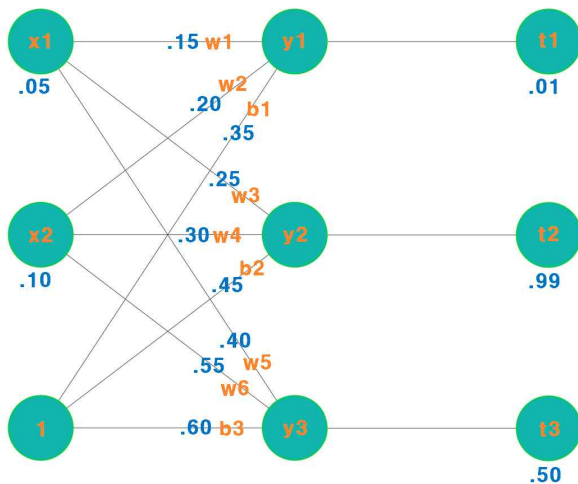 x1 .15 w1 y1 t1
.05 w2 .01
.20 b1
.35
.25
w3
x2 .30 w4 y2 t2
.10 b2 .99
.45
.40
.55 w5
w6
1 .60 b3 y3 t3
.50